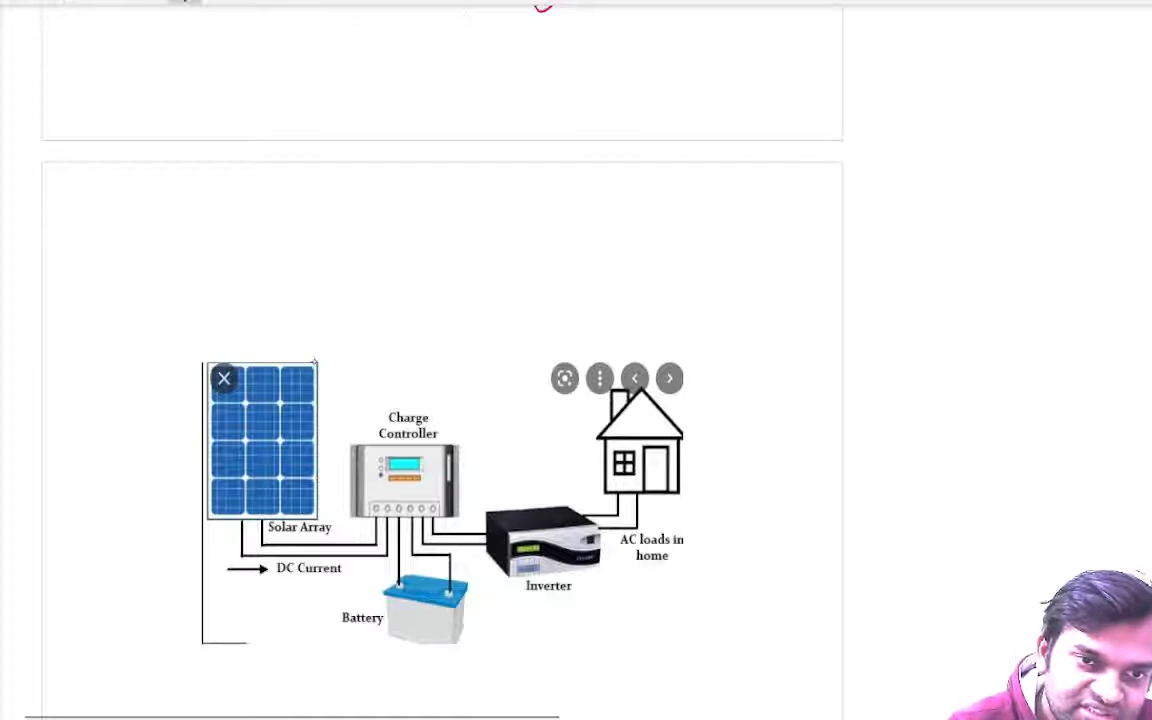 Charge
Controller
Solar Array
DC Current
Battery
Inverter
AC loads in
home